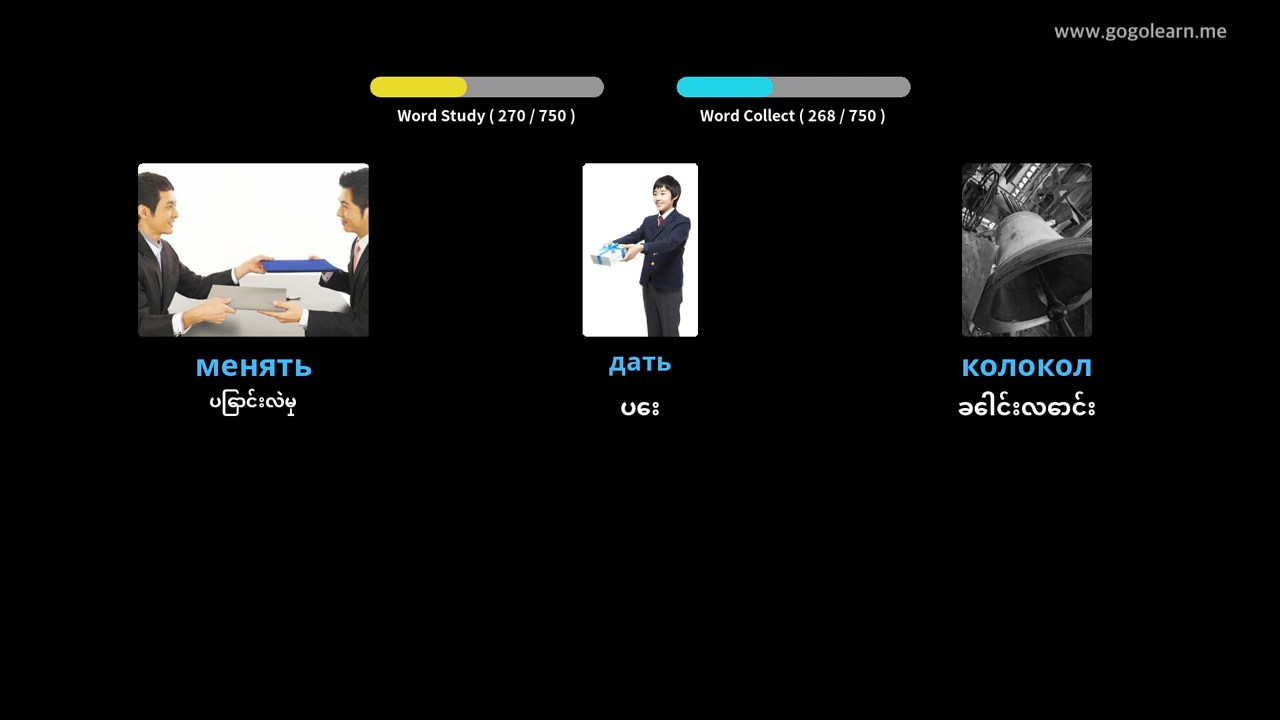 www.gogolearn.me
Word Study ( 270 / 750 )
Word Collect ( 268 / 750 )
менять
дать
колокол
ပြောင်းလဲမှု
ပေး
ခေါင်းလောင်း